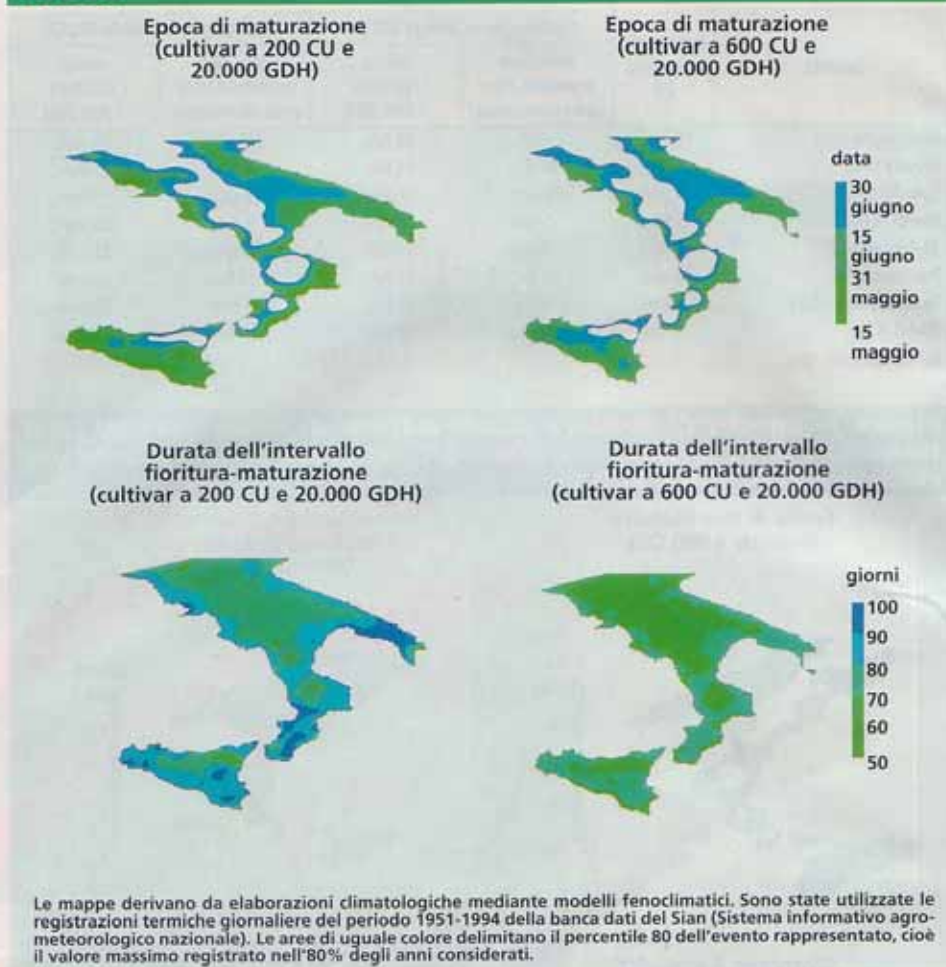 Epoca di maturazione
(cultivar a 200 CU e
20.000 GDH)
Epoca di maturazione
(cultivar a 600 CU e
20.000 GDH)
data
30
giugno
15
giugno
31
maggio
15
maggio
Durata dell'intervallo
fioritura-maturazione
(cultivar a 200 CU e 20.000 GDH)
Durata dell'intervallo
fioritura-maturazione
(cultivar a 600 CU e 20.000 GDH)
giorni
100
90
80
70
60
50
Le mappe derivano da elaborazioni climatologiche mediante modelli fenoclimatici. Sono state utilizzate le
registrazioni termiche giornaliere del periodo 1951-1994 della banca dati del Sian (Sistema informativo agro-
meteorologico nazionale). Le aree di uguale colore delimitano il percentile 80 dell'evento rappresentato, cioè
il valore massimo registrato nell'80% degli anni considerati.